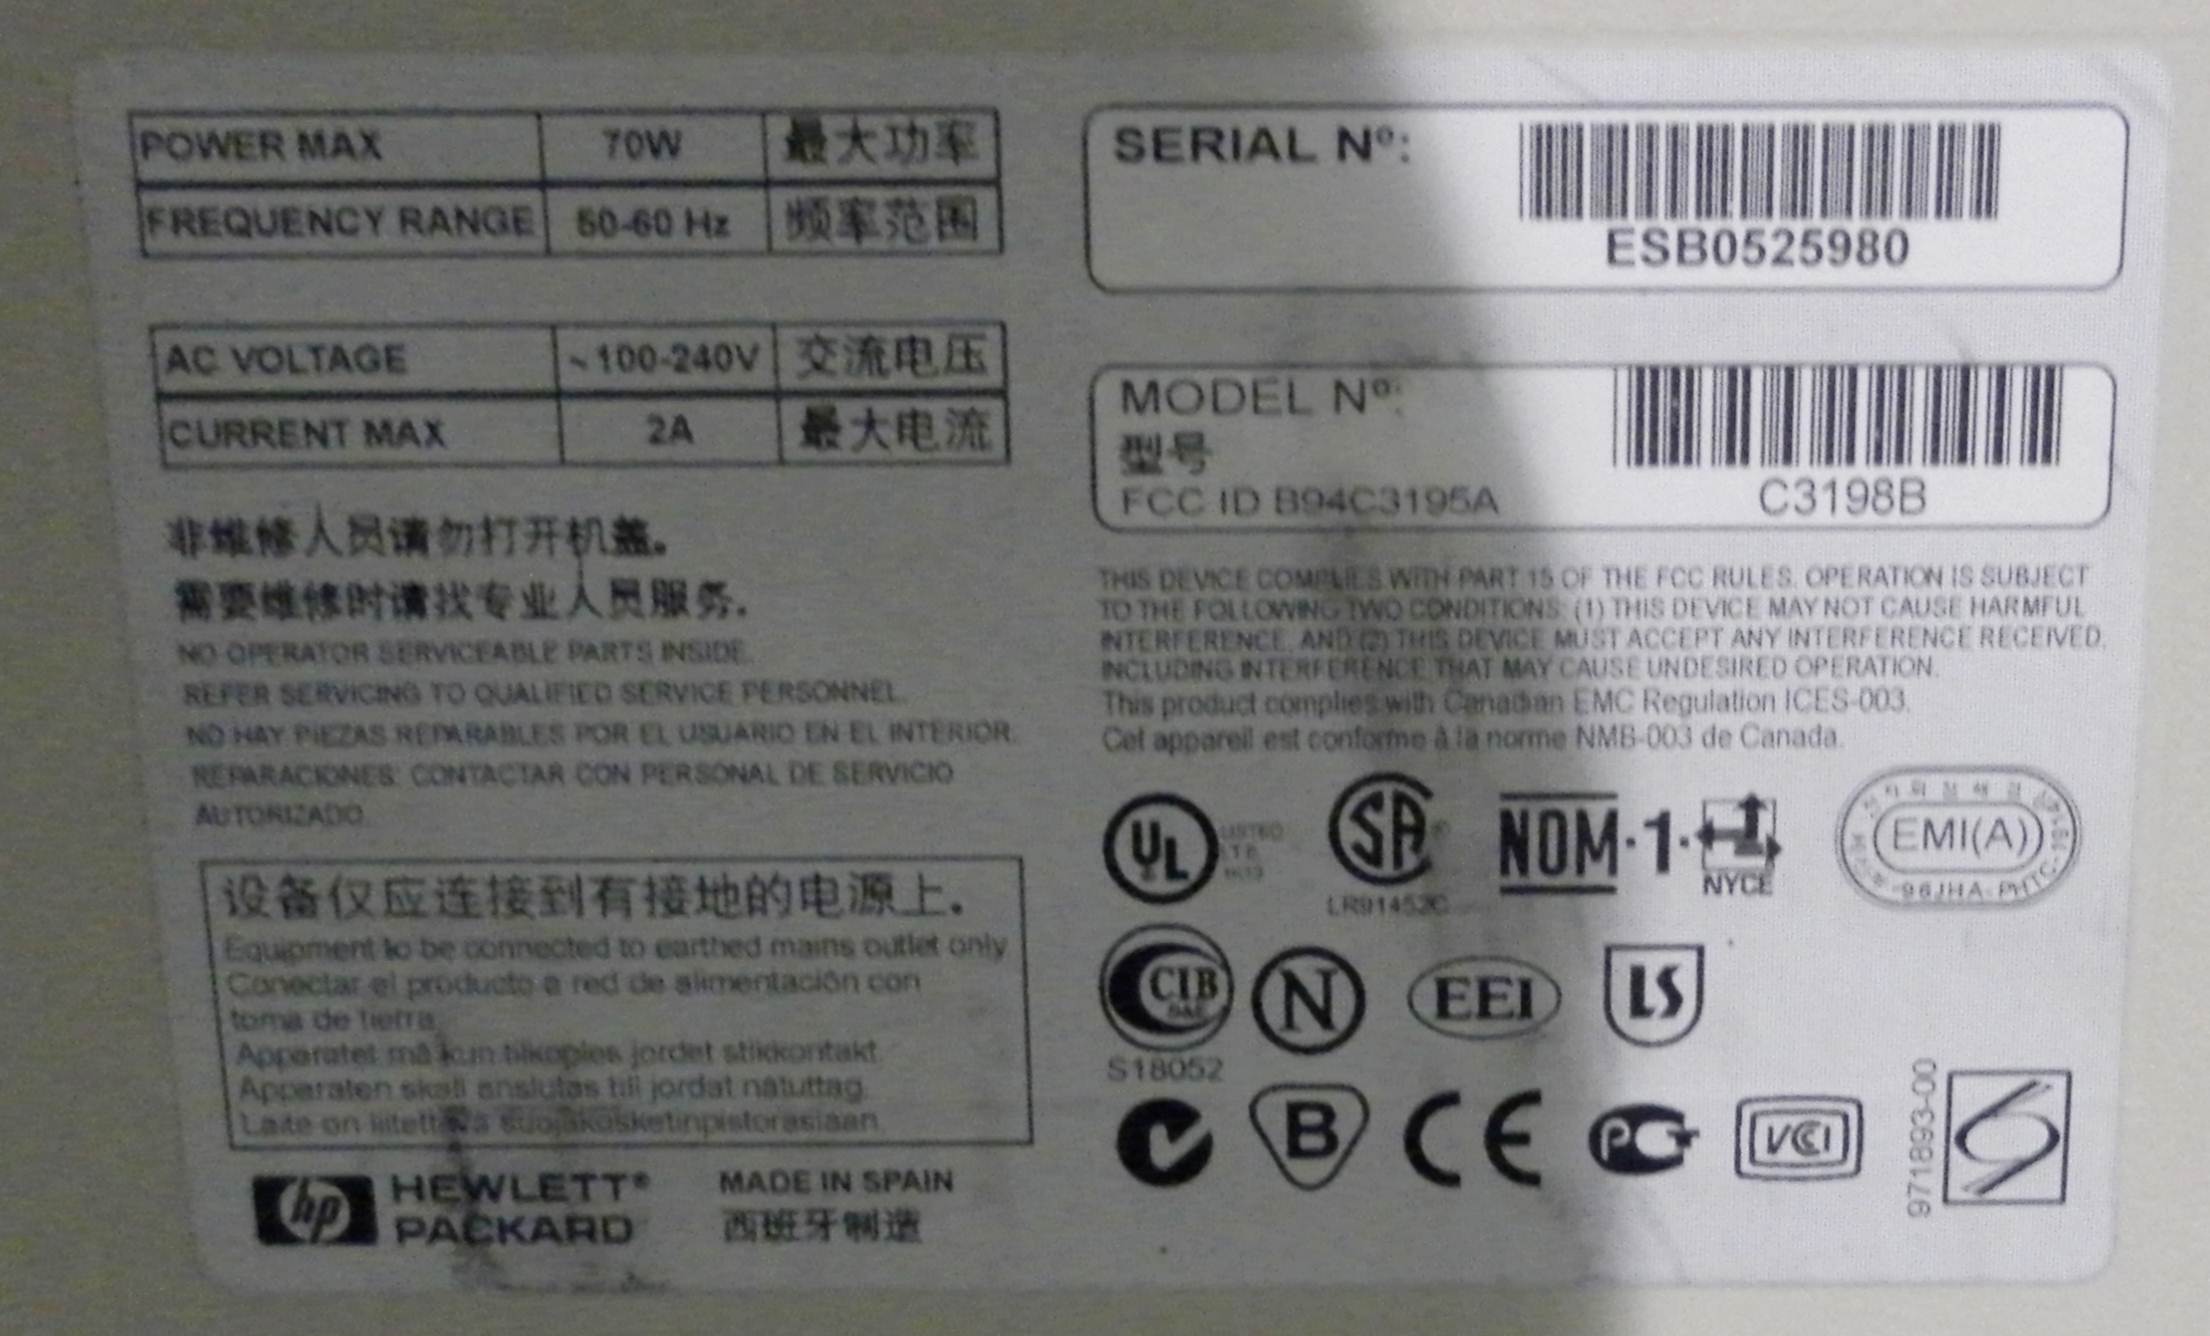 POWER MAX 70W 最大功率
FREQUENCY RANGE 50-60 Hz 频率范围
AC VOLTAGE ~100-240V 交流电压
CURRENT MAX 2A 最大电流
非维修人员请勿打开机盖。
需要维修时请找专业人员服务.
NO OPERATOR SERVICEABLE PARTS INSIDE.
REFER SERVICING TO QUALIFIED SERVICE PERSONNEL.
NO HAY PIEZAS REPARABLES POR EL USUARIO EN EL INTERIOR.
REPARACIONES: CONTACTAR CON PERSONAL DE SERVICIO
AUTORIZADO.
设备仅应连接到有接地的电源上.
Equipment to be connected to earthed mains outlet only
Conectar el producto a red de alimentación con
toma de tierra
Apparatet må kun tilkoples jordet stikkontakt.
Apparaten skall anslutas till jordat nätuttag.
Laite on liitettävä suojakosketinpistorasiaan.
hp HEWLETT®
PACKARD
MADE IN SPAIN
西班牙制造
SERIAL Nº:
ESB0525980
MODEL Nº:
型号
FCC ID B94C3195A
C3198B
THIS DEVICE COMPLIES WITH PART 15 OF THE FCC RULES. OPERATION IS SUBJECT
TO THE FOLLOWING TWO CONDITIONS: (1) THIS DEVICE MAY NOT CAUSE HARMFUL
INTERFERENCE, AND (2) THIS DEVICE MUST ACCEPT ANY INTERFERENCE RECEIVED,
INCLUDING INTERFERENCE THAT MAY CAUSE UNDESIRED OPERATION.
This product complies with Canadian EMC Regulation ICES-003.
Cet appareil est conforme à la norme NMB-003 de Canada.
UL LISTED
SA
LR91452C
NOM·1·
NYCE
EMI(A)
CIB
N
EEI
LS
S18052
B
CE
PG
VCCI
971893-00
S